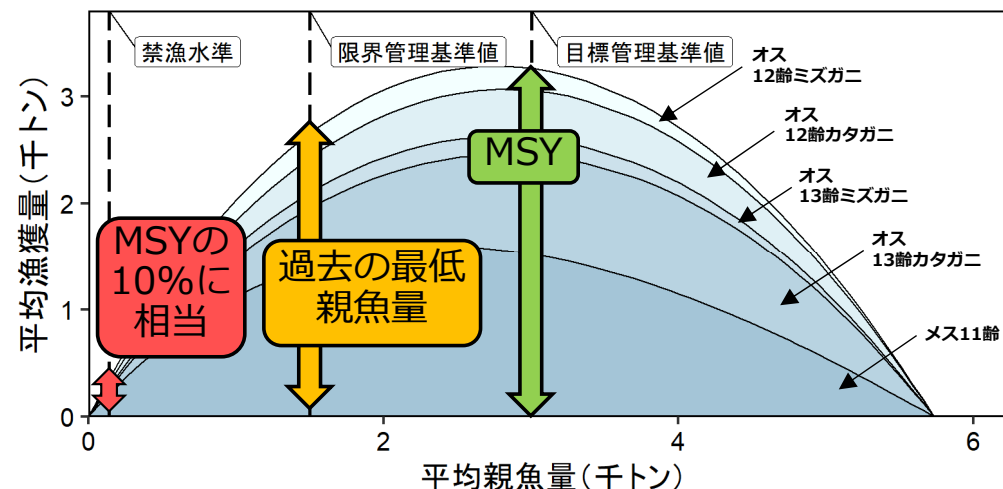 禁漁水準
限界管理基準値
目標管理基準値
オス
12齢ミズガニ
オス
12齢カタガニ
オス
13齢ミズガニ
オス
13齢カタガニ
メス11齢
MSY
過去の最低
親魚量
MSYの
10%に
相当
平均漁獲量(千トン)
3
2
1
0
0
2
4
6
平均親魚量(千トン)